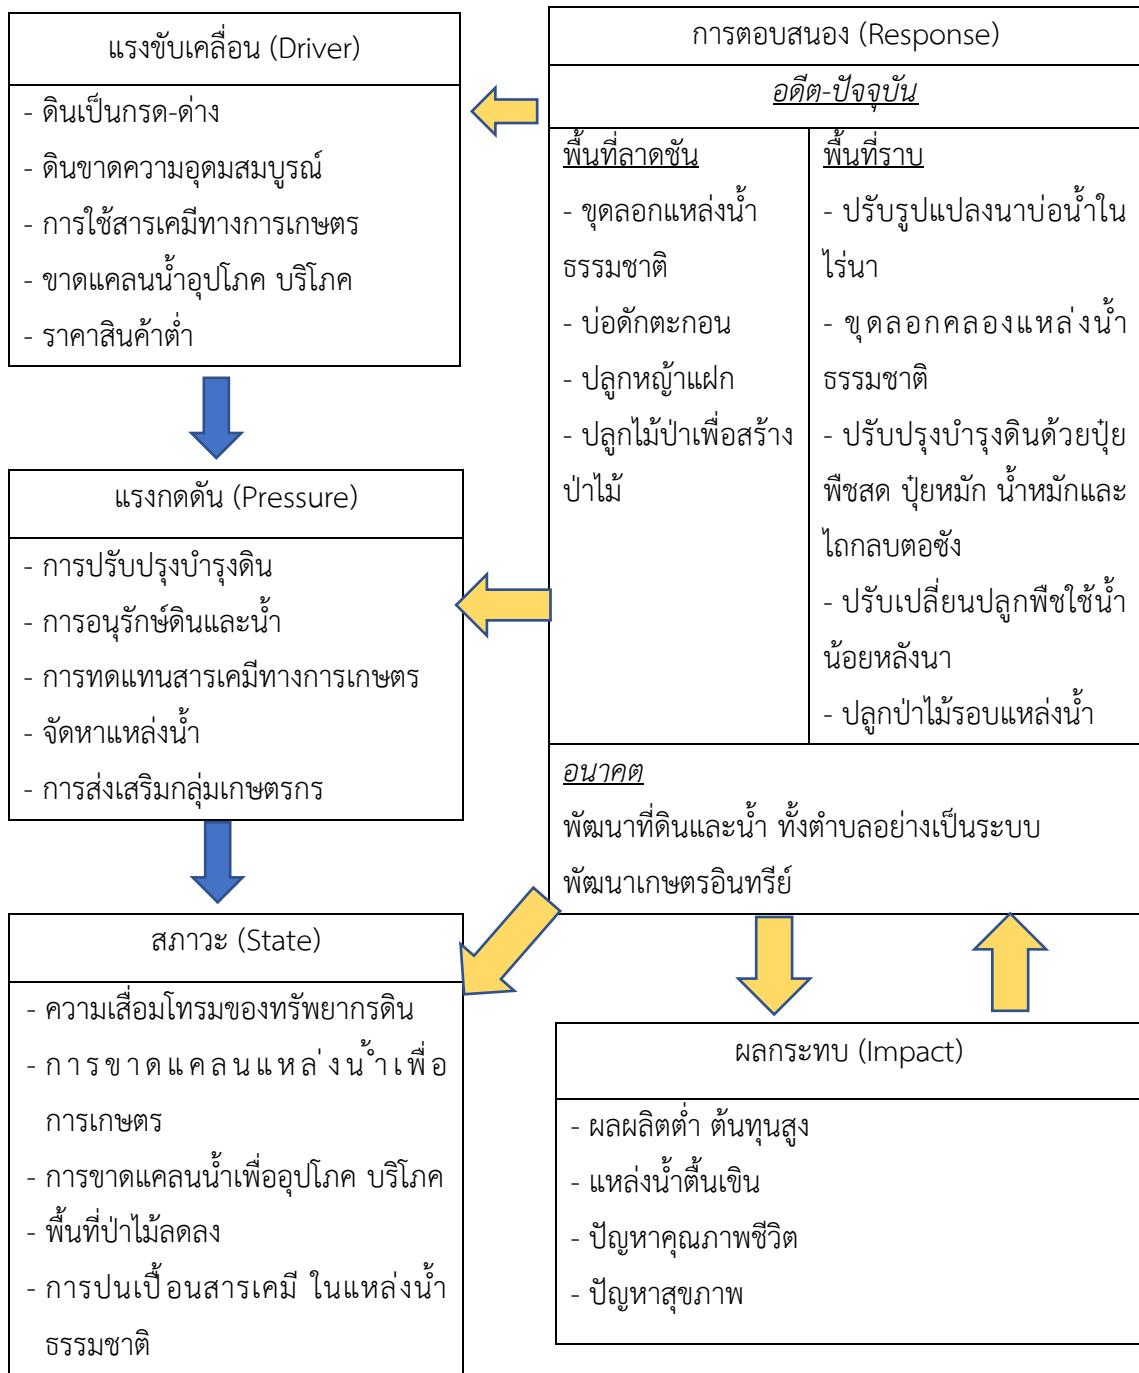 แรงขับเคลื่อน (Driver)
- ดินเป็นกรด-ด่าง
- ดินขาดความอุดมสมบูรณ์
- การใช้สารเคมีทางการเกษตร
- ขาดแคลนน้ำอุปโภค บริโภค
- ราคาสินค้าต่ำ
แรงกดดัน (Pressure)
- การปรับปรุงบำรุงดิน
- การอนุรักษ์ดินและน้ำ
- การทดแทนสารเคมีทางการเกษตร
- จัดหาแหล่งน้ำ
- การส่งเสริมกลุ่มเกษตรกร
สภาวะ (State)
- ความเสื่อมโทรมของทรัพยากรดิน
- การขาดแคลนแหล่งน้ำเพื่อ
การเกษตร
- การขาดแคลนน้ำเพื่ออุปโภค บริโภค
- พื้นที่ป่าไม้ลดลง
- การปนเปื้อนสารเคมี ในแหล่งน้ำ
ธรรมชาติ
การตอบสนอง (Response)
อดีต-ปัจจุบัน
พื้นที่ลาดชัน
- ขุดลอกแหล่งน้ำ
ธรรมชาติ
- บ่อดักตะกอน
- ปลูกหญ้าแฝก
- ปลูกไม้ป่าเพื่อสร้าง
ป่าไม้
พื้นที่ราบ
- ปรับรูปแปลงนาบ่อน้ำใน
ไร่นา
- ขุดลอกคลองแหล่งน้ำ
ธรรมชาติ
- ปรับปรุงบำรุงดินด้วยปุ๋ย
พืชสด ปุ๋ยหมัก น้ำหมักและ
ไถกลบตอซัง
- ปรับเปลี่ยนปลูกพืชใช้น้ำ
น้อยหลังนา
- ปลูกป่าไม้รอบแหล่งน้ำ
อนาคต
พัฒนาที่ดินและน้ำ ทั้งตำบลอย่างเป็นระบบ
พัฒนาเกษตรอินทรีย์
ผลกระทบ (Impact)
- ผลผลิตต่ำ ต้นทุนสูง
- แหล่งน้ำตื้นเขิน
- ปัญหาคุณภาพชีวิต
- ปัญหาสุขภาพ